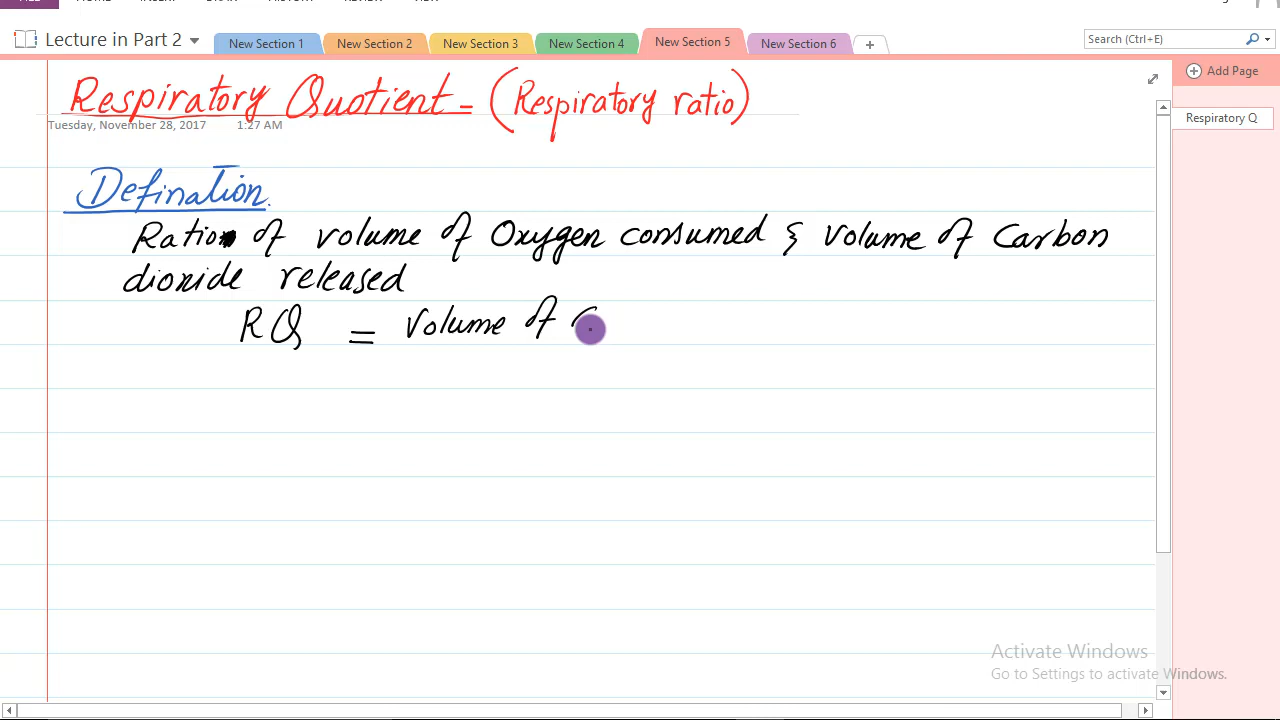 Lecture in Part 2
New Section 1
New Section 2
New Section 3
New Section 4
New Section 5
New Section 6
Search (Ctrl+E)
Add Page
Respiratory Quotient = (Respiratory ratio)
Tuesday, November 28, 2017 1:27 AM
Respiratory Q
Defination.
Ratio of volume of Oxygen consumed & volume of Carbon
dioxide released
RQ = Volume of
Activate Windows
Go to Settings to activate Windows.